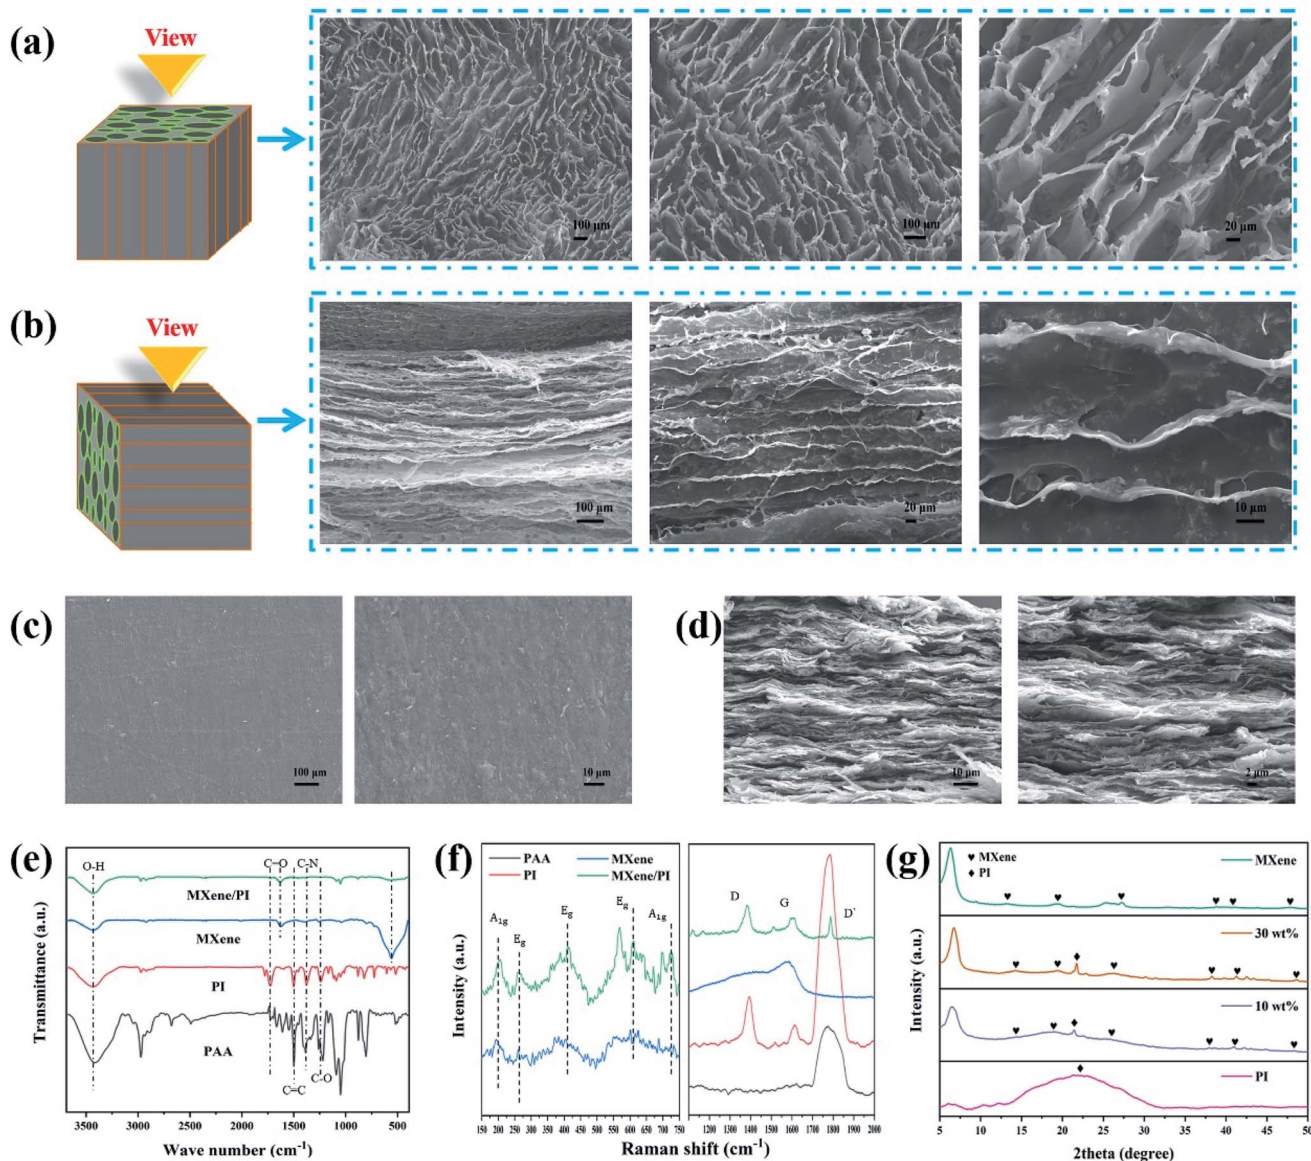 (a)
View
100 μm
100 μm
20 μm
(b)
View
100 μm
20 μm
10 μm
(c)
100 μm
10 μm
(d)
10 μm
2 μm
(e)
O-H
C=O
C-N
MXene/PI
MXene
PI
PAA
C=C
C-O
Transmittance (a.u.)
3500 3000 2500 2000 1500 1000 500
Wave number (cm⁻¹)
(f)
PAA
MXene
PI
MXene/PI
A1g
Eg
Eg
Eg
A1g
D
G
D'
Intensity (a.u.)
150 200 250 300 350 400 450 500 550 600 650 700 750
1100 1200 1300 1400 1500 1600 1700 1800 1900 2000
Raman shift (cm⁻¹)
(g)
♥ MXene
♦ PI
MXene
30 wt%
10 wt%
PI
Intensity (a.u.)
5 10 15 20 25 30 35 40 45 50
2theta (degree)